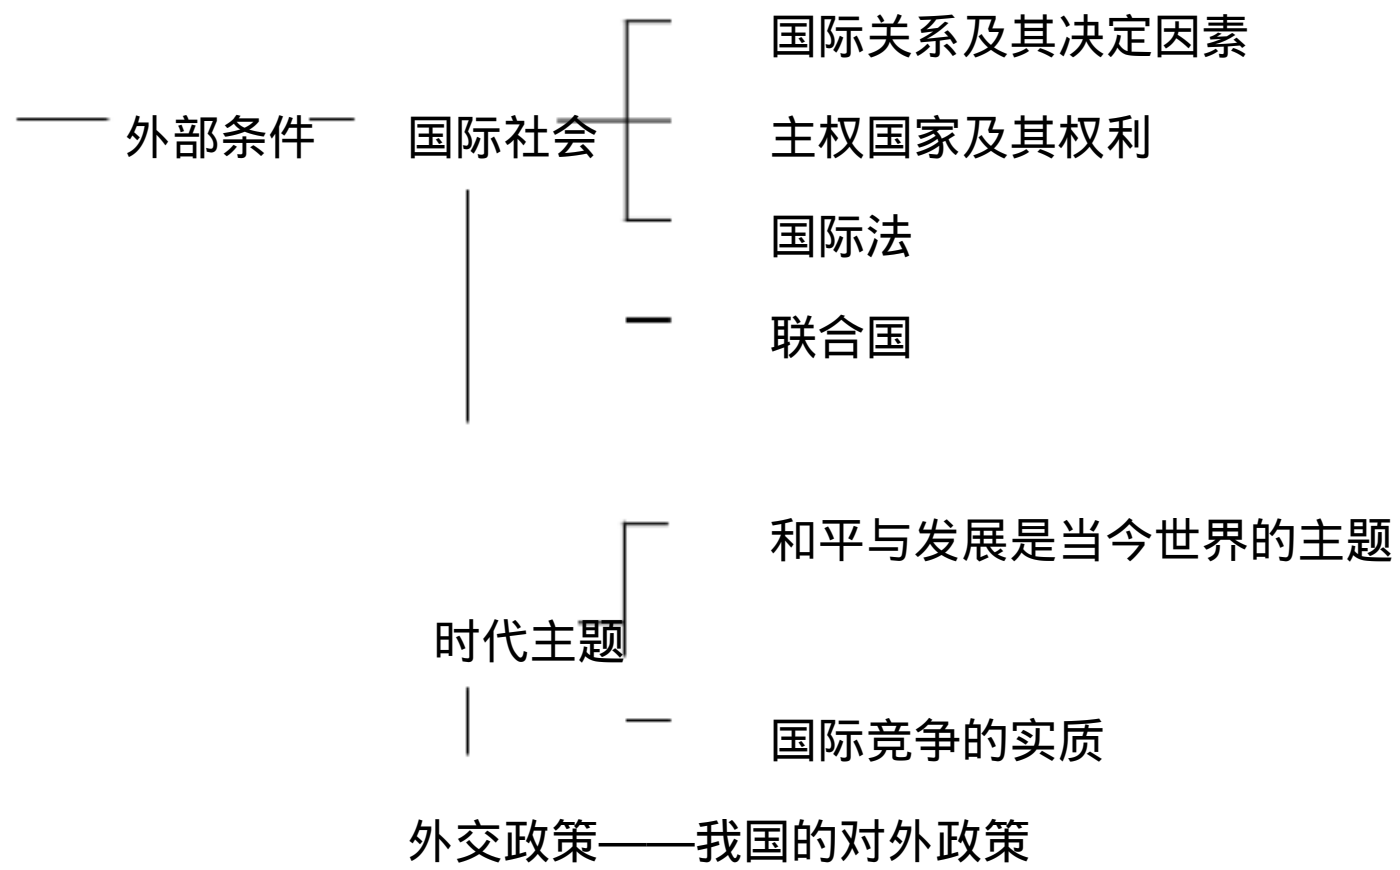 国际关系及其决定因素
外部条件 国际社会 主权国家及其权利
国际法
联合国
和平与发展是当今世界的主题
时代主题
国际竞争的实质
外交政策——我国的对外政策